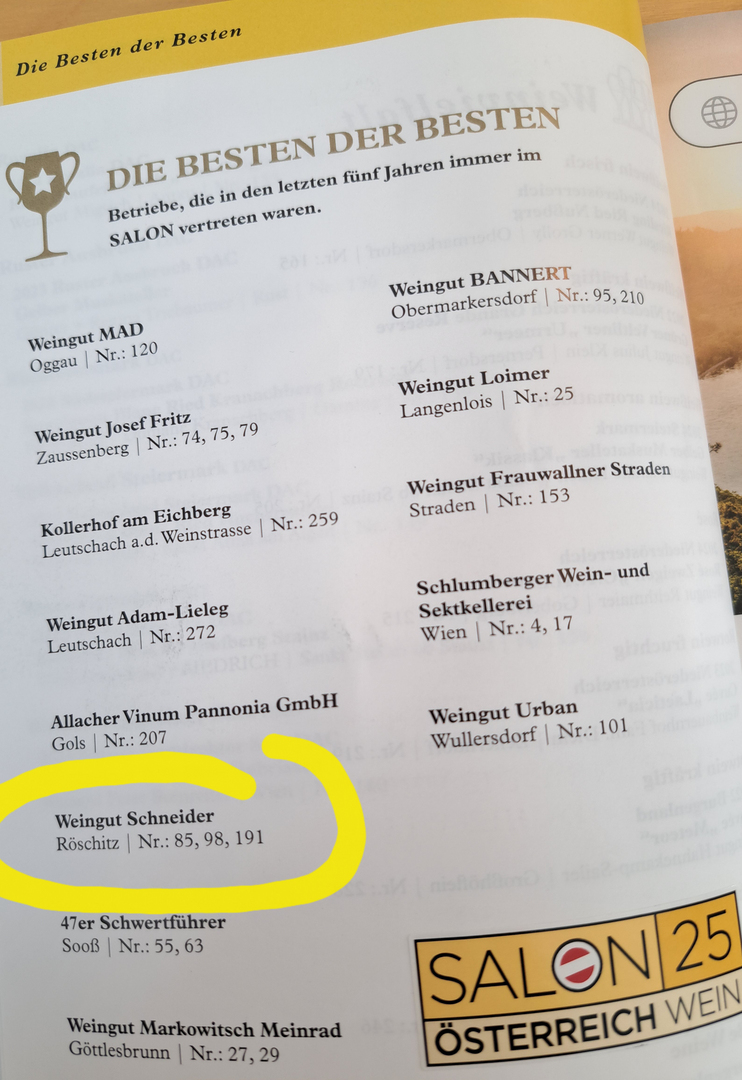 Die Besten der Besten
DIE BESTEN DER BESTEN
Betriebe, die in den letzten fünf Jahren immer im
SALON vertreten waren.
Weingut MAD
Oggau | Nr.: 120
Weingut Josef Fritz
Zaussenberg | Nr.: 74, 75, 79
Kollerhof am Eichberg
Leutschach a.d. Weinstrasse | Nr.: 259
Weingut Adam-Lieleg
Leutschach | Nr.: 272
Allacher Vinum Pannonia GmbH
Gols | Nr.: 207
Weingut Schneider
Röschitz | Nr.: 85, 98, 191
47er Schwertführer
Sooß | Nr.: 55, 63
Weingut Markowitsch Meinrad
Göttlesbrunn | Nr.: 27, 29
Weingut BANNERT
Obermarkersdorf | Nr.: 95, 210
Weingut Loimer
Langenlois | Nr.: 25
Weingut Frauwallner Straden
Straden | Nr.: 153
Schlumberger Wein- und
Sektkellerei
Wien | Nr.: 4, 17
Weingut Urban
Wullersdorf | Nr.: 101
SALON 25
ÖSTERREICH WEIN